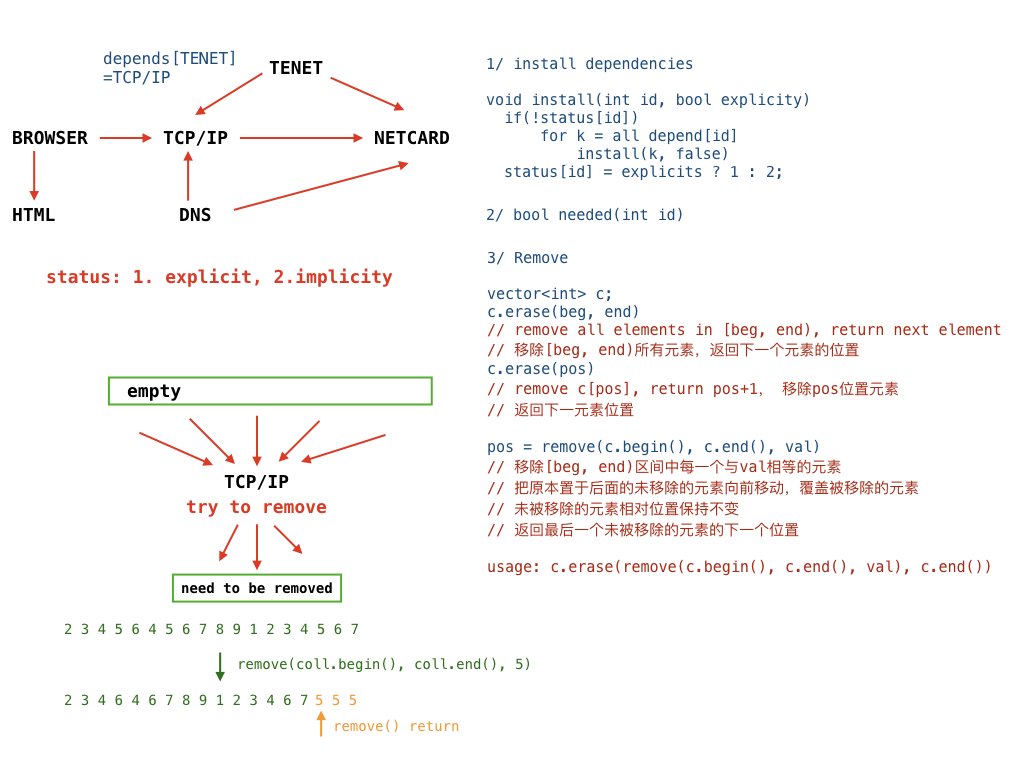 depends[TENET]
=TCP/IP
TENET
BROWSER
TCP/IP
NETCARD
HTML
DNS
status: 1. explicit, 2.implicity
empty
TCP/IP
try to remove
need to be removed
2 3 4 5 6 4 5 6 7 8 9 1 2 3 4 5 6 7
remove(coll.begin(), coll.end(), 5)
2 3 4 6 4 6 7 8 9 1 2 3 4 6 7 5 5 5
remove() return
1/ install dependencies
void install(int id, bool explicity)
if(!status[id])
for k = all depend[id]
install(k, false)
status[id] = explicits ? 1 : 2;
2/ bool needed(int id)
3/ Remove
vector<int> c;
c.erase(beg, end)
// remove all elements in [beg, end), return next element
// 移除[beg, end)所有元素，返回下一个元素的位置
c.erase(pos)
// remove c[pos], return pos+1， 移除pos位置元素
// 返回下一元素位置
pos = remove(c.begin(), c.end(), val)
// 移除[beg, end)区间中每一个与val相等的元素
// 把原本置于后面的未移除的元素向前移动，覆盖被移除的元素
// 未被移除的元素相对位置保持不变
// 返回最后一个未被移除的元素的下一个位置
usage: c.erase(remove(c.begin(), c.end(), val), c.end())